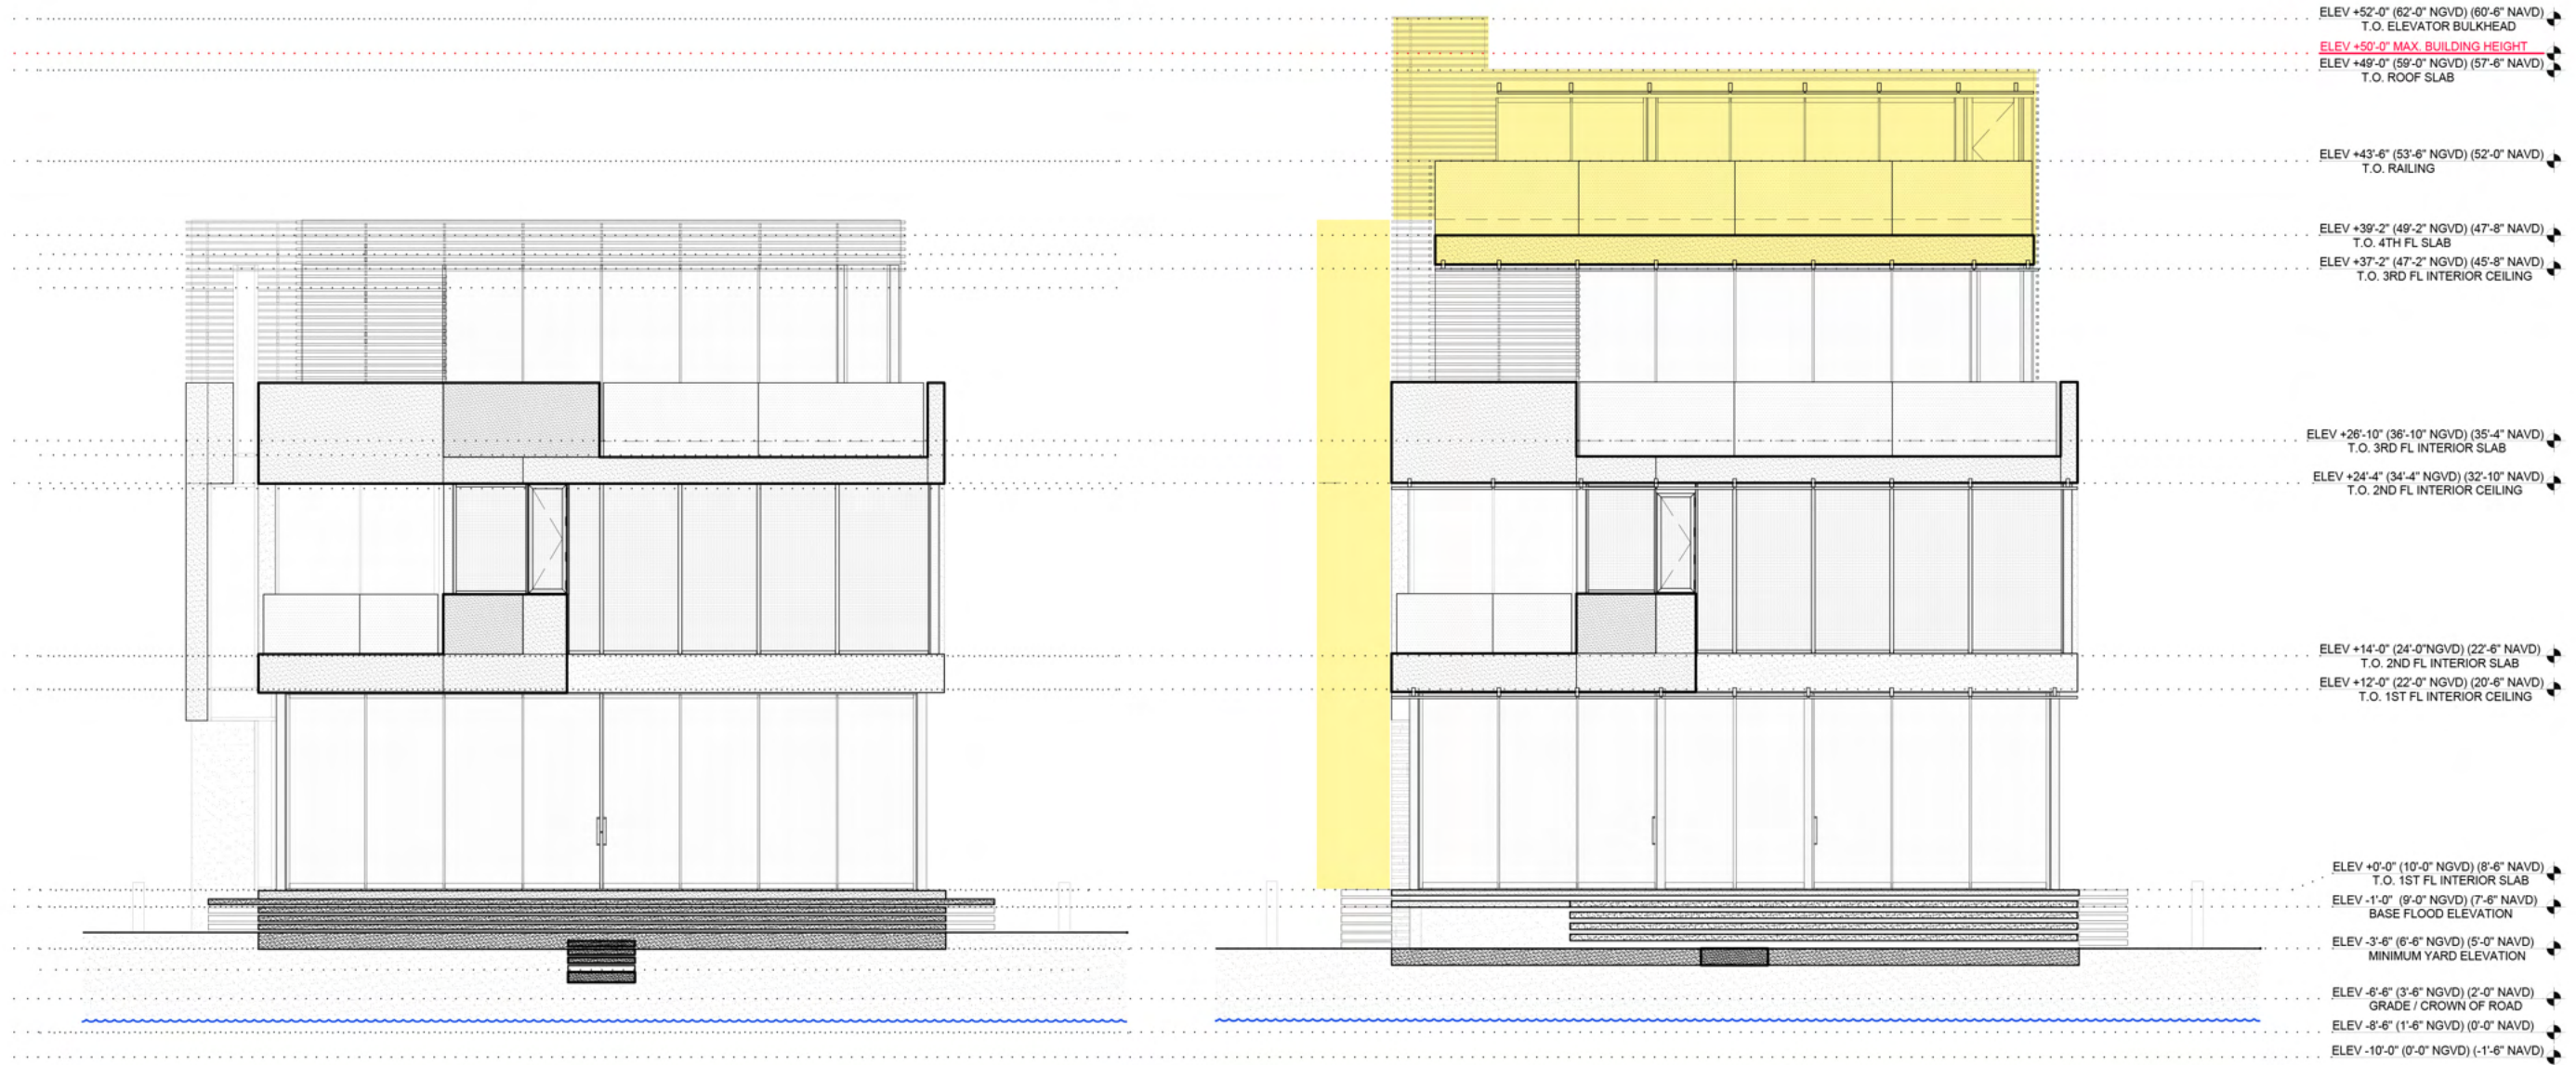 ELEV +52'-0" (62'-0" NGVD) (60'-6" NAVD)
T.O. ELEVATOR BULKHEAD
ELEV +50'-0" MAX. BUILDING HEIGHT
ELEV +49'-0" (59'-0" NGVD) (57'-6" NAVD)
T.O. ROOF SLAB
ELEV +43'-6" (53'-6" NGVD) (52'-0" NAVD)
T.O. RAILING
ELEV +39'-2" (49'-2" NGVD) (47'-8" NAVD)
T.O. 4TH FL SLAB
ELEV +37'-2" (47'-2" NGVD) (45'-8" NAVD)
T.O. 3RD FL INTERIOR CEILING
ELEV +26'-10" (36'-10" NGVD) (35'-4" NAVD)
T.O. 3RD FL INTERIOR SLAB
ELEV +24'-4" (34'-4" NGVD) (32'-10" NAVD)
T.O. 2ND FL INTERIOR CEILING
ELEV +14'-0" (24'-0"NGVD) (22'-6" NAVD)
T.O. 2ND FL INTERIOR SLAB
ELEV +12'-0" (22'-0" NGVD) (20'-6" NAVD)
T.O. 1ST FL INTERIOR CEILING
ELEV +0'-0" (10'-0" NGVD) (8'-6" NAVD)
T.O. 1ST FL INTERIOR SLAB
ELEV -1'-0" (9'-0" NGVD) (7'-6" NAVD)
BASE FLOOD ELEVATION
ELEV -3'-6" (6'-6" NGVD) (5'-0" NAVD)
MINIMUM YARD ELEVATION
ELEV -6'-6" (3'-6" NGVD) (2'-0" NAVD)
GRADE / CROWN OF ROAD
ELEV -8'-6" (1'-6" NGVD) (0'-0" NAVD)
ELEV -10'-0" (0'-0" NGVD) (-1'-6" NAVD)